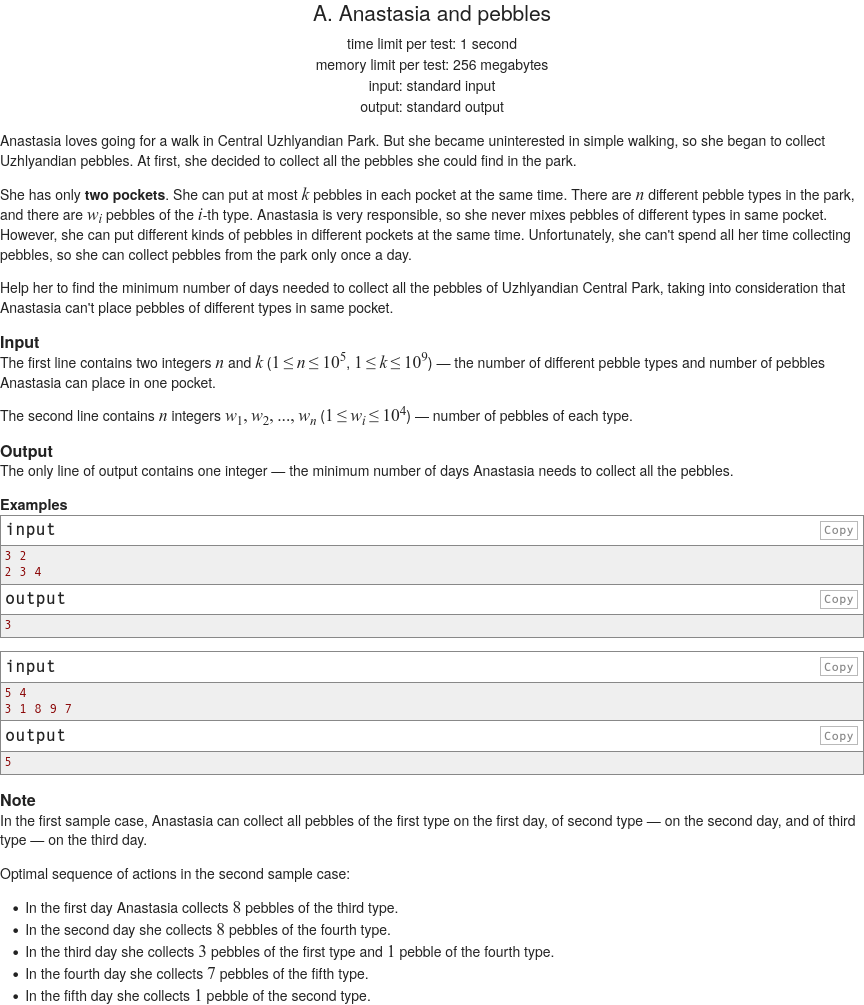 A. Anastasia and pebbles
time limit per test: 1 second
memory limit per test: 256 megabytes
input: standard input
output: standard output
Anastasia loves going for a walk in Central Uzhlyandian Park. But she became uninterested in simple walking, so she began to collect
Uzhlyandian pebbles. At first, she decided to collect all the pebbles she could find in the park.
She has only two pockets. She can put at most k pebbles in each pocket at the same time. There are n different pebble types in the park,
and there are w_i pebbles of the i-th type. Anastasia is very responsible, so she never mixes pebbles of different types in same pocket.
However, she can put different kinds of pebbles in different pockets at the same time. Unfortunately, she can't spend all her time collecting
pebbles, so she can collect pebbles from the park only once a day.
Help her to find the minimum number of days needed to collect all the pebbles of Uzhlyandian Central Park, taking into consideration that
Anastasia can't place pebbles of different types in same pocket.
Input
The first line contains two integers n and k (1 ≤ n ≤ 10^5, 1 ≤ k ≤ 10^9) — the number of different pebble types and number of pebbles
Anastasia can place in one pocket.
The second line contains n integers w_1, w_2, ..., w_n (1 ≤ w_i ≤ 10^4) — number of pebbles of each type.
Output
The only line of output contains one integer — the minimum number of days Anastasia needs to collect all the pebbles.
Examples
input Copy
3 2
2 3 4
output Copy
3
input Copy
5 4
3 1 8 9 7
output Copy
5
Note
In the first sample case, Anastasia can collect all pebbles of the first type on the first day, of second type — on the second day, and of third
type — on the third day.
Optimal sequence of actions in the second sample case:
• In the first day Anastasia collects 8 pebbles of the third type.
• In the second day she collects 8 pebbles of the fourth type.
• In the third day she collects 3 pebbles of the first type and 1 pebble of the fourth type.
• In the fourth day she collects 7 pebbles of the fifth type.
• In the fifth day she collects 1 pebble of the second type.